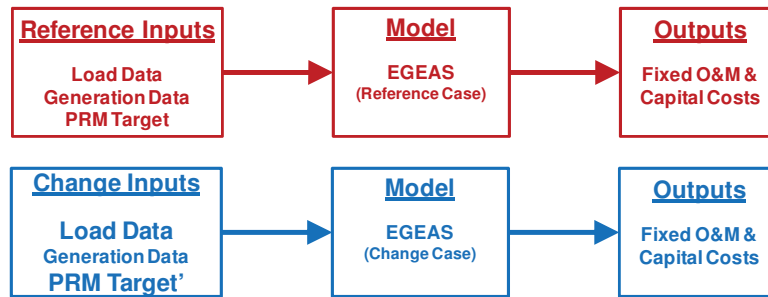 Reference Inputs
Load Data
Generation Data
PRM Target
Model
EGEAS
(Reference Case)
Outputs
Fixed O&M &
Capital Costs
Change Inputs
Load Data
Generation Data
PRM Target’
Model
EGEAS
(Change Case)
Outputs
Fixed O&M &
Capital Costs